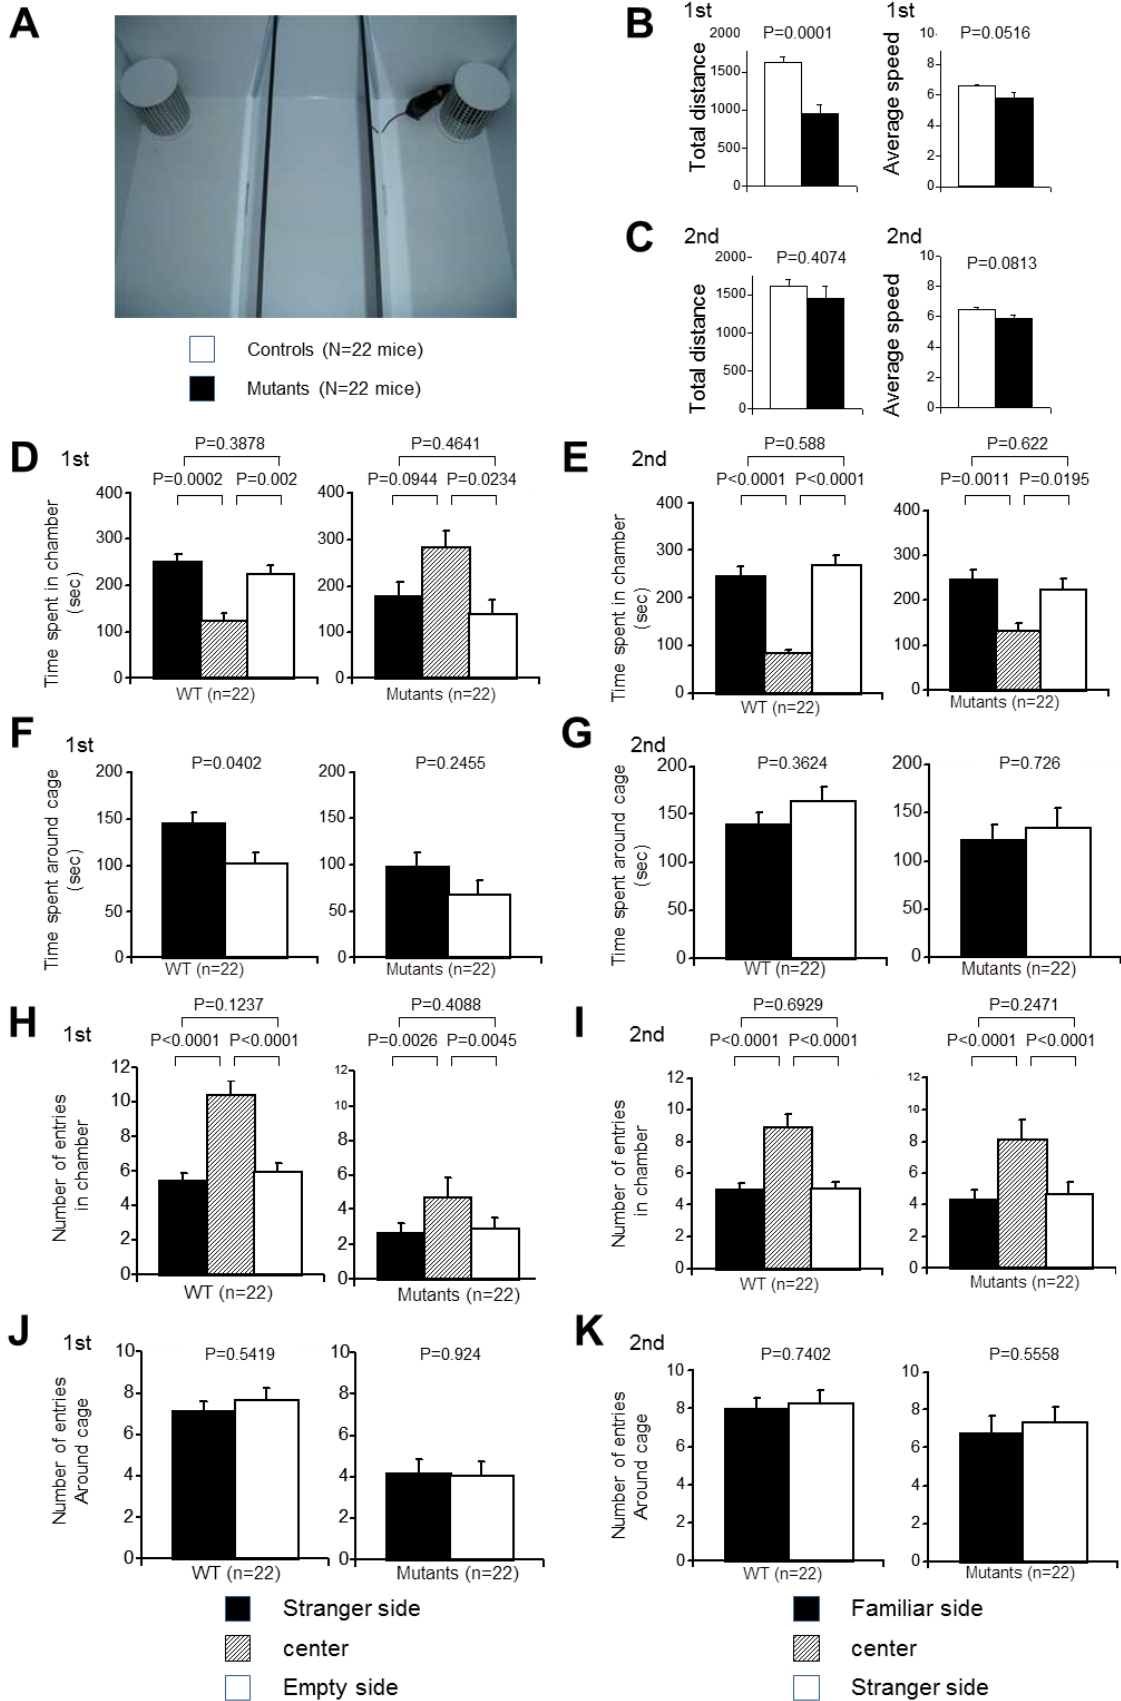 A
B
1st
1st
2000
P=0.0001
10
P=0.0516
Total distance
1500
1000
500
0
Average speed
8
6
4
2
0
C
2nd
2nd
2000
P=0.4074
10
P=0.0813
Total distance
1500
1000
500
0
Average speed
8
6
4
2
0
Controls (N=22 mice)
Mutants (N=22 mice)
D
1st
P=0.3878
P=0.0002
P=0.002
P=0.4641
P=0.0944
P=0.0234
Time spent in chamber
(sec)
400
300
200
100
0
WT (n=22)
400
300
200
100
0
Mutants (n=22)
E
2nd
P=0.588
P<0.0001
P<0.0001
P=0.622
P=0.0011
P=0.0195
Time spent in chamber
(sec)
400
300
200
100
0
WT (n=22)
400
300
200
100
0
Mutants (n=22)
F
1st
P=0.0402
P=0.2455
Time spent around cage
(sec)
200
150
100
50
0
WT (n=22)
200
150
100
50
0
Mutants (n=22)
G
2nd
P=0.3624
P=0.726
Time spent around cage
(sec)
200
150
100
50
0
WT (n=22)
200
150
100
50
0
Mutants (n=22)
H
1st
P=0.1237
P<0.0001
P<0.0001
P=0.4088
P=0.0026
P=0.0045
Number of entries
in chamber
12
10
8
6
4
2
0
WT (n=22)
12
10
8
6
4
2
0
Mutants (n=22)
I
2nd
P=0.6929
P<0.0001
P<0.0001
P=0.2471
P<0.0001
P<0.0001
Number of entries
in chamber
12
10
8
6
4
2
0
WT (n=22)
12
10
8
6
4
2
0
Mutants (n=22)
J
1st
P=0.5419
P=0.924
Number of entries
Around cage
10
8
6
4
2
0
WT (n=22)
10
8
6
4
2
0
Mutants (n=22)
K
2nd
P=0.7402
P=0.5558
Number of entries
Around cage
10
8
6
4
2
0
WT (n=22)
10
8
6
4
2
0
Mutants (n=22)
Stranger side
center
Empty side
Familiar side
center
Stranger side